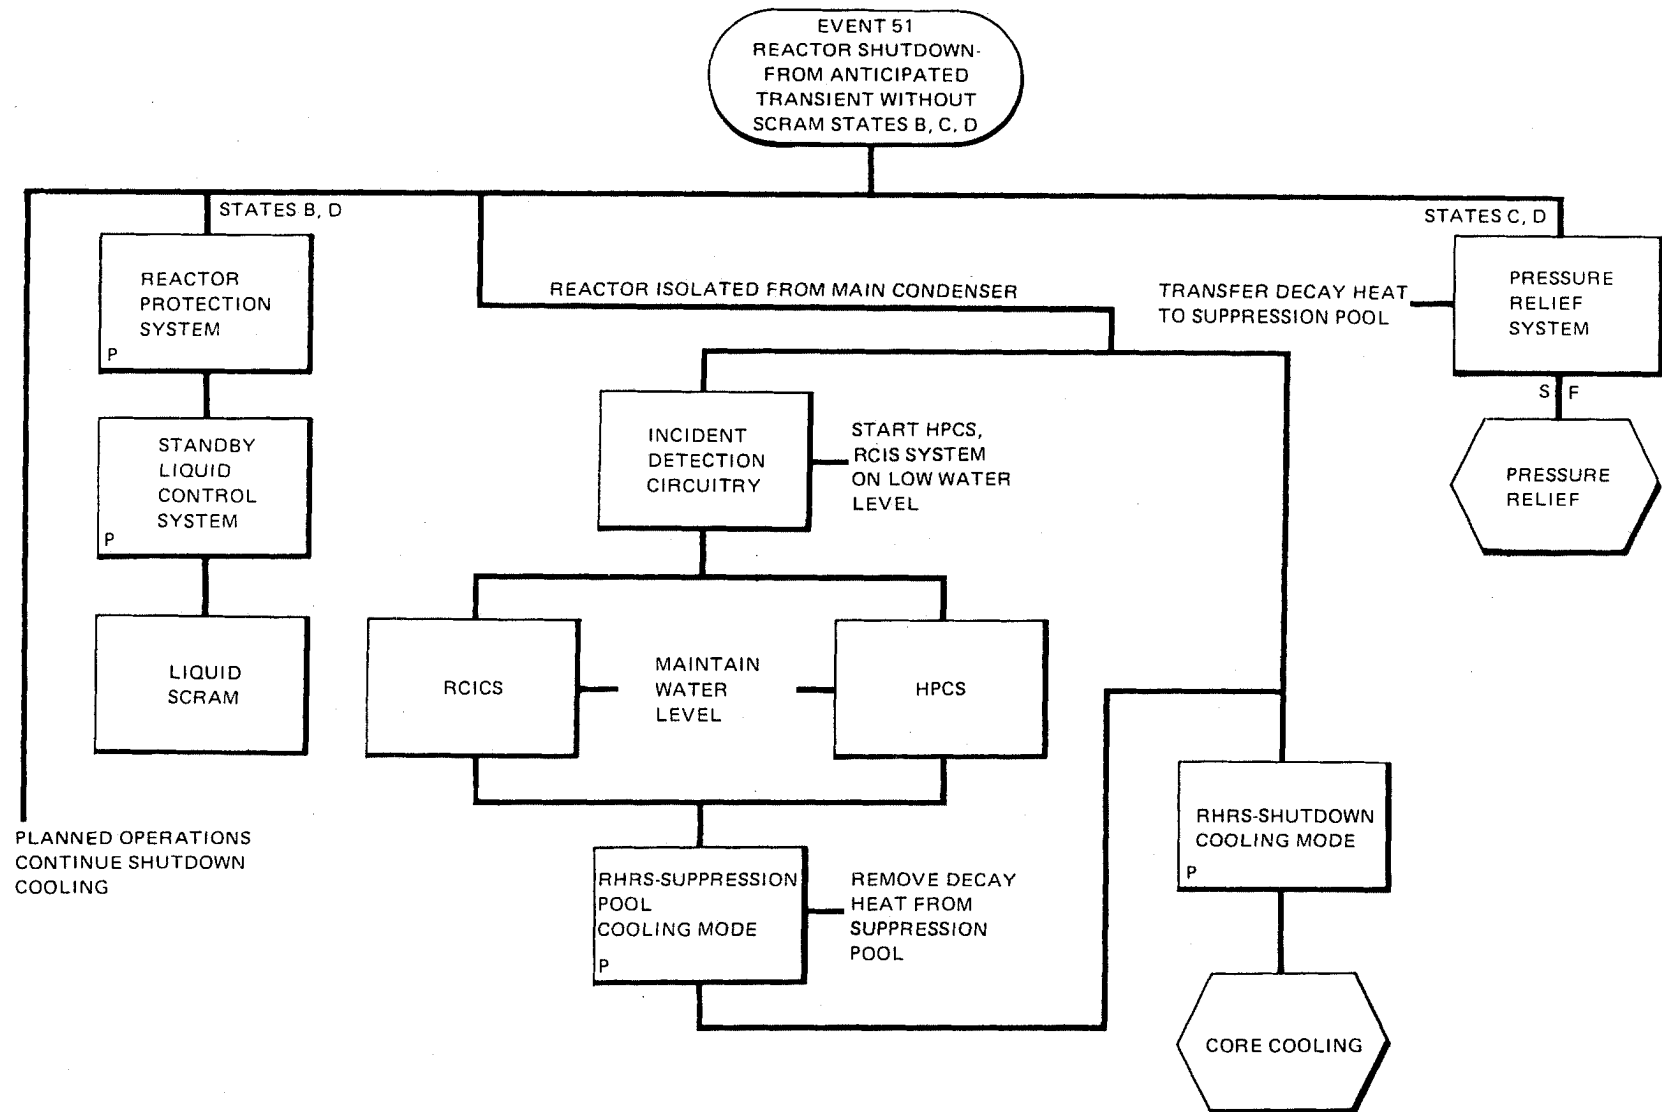 EVENT 51
REACTOR SHUTDOWN-
FROM ANTICIPATED
TRANSIENT WITHOUT
SCRAM STATES B, C, D
STATES B, D
STATES C, D
REACTOR
PROTECTION
SYSTEM
P
REACTOR ISOLATED FROM MAIN CONDENSER
TRANSFER DECAY HEAT
TO SUPPRESSION POOL
PRESSURE
RELIEF
SYSTEM
S F
STANDBY
LIQUID
CONTROL
SYSTEM
P
INCIDENT
DETECTION
CIRCUITRY
START HPCS,
RCIS SYSTEM
ON LOW WATER
LEVEL
PRESSURE
RELIEF
LIQUID
SCRAM
RCICS
MAINTAIN
WATER
LEVEL
HPCS
PLANNED OPERATIONS
CONTINUE SHUTDOWN
COOLING
RHRS-SUPPRESSION
POOL
COOLING MODE
P
REMOVE DECAY
HEAT FROM
SUPPRESSION
POOL
RHRS-SHUTDOWN
COOLING MODE
P
CORE COOLING